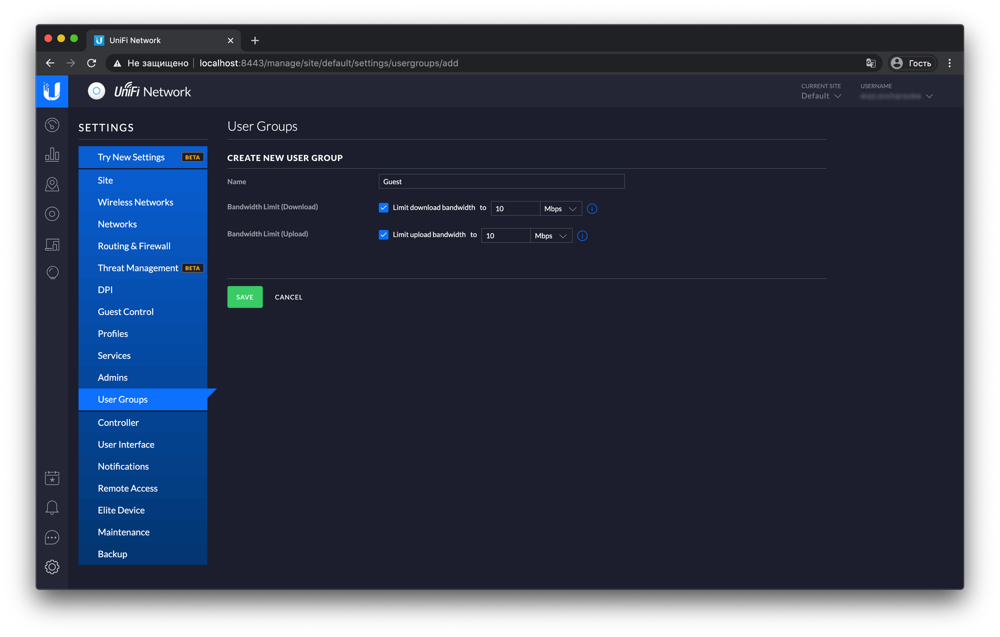 UniFi Network
Не защищено
localhost:8443/manage/site/default/settings/usergroups/add
Гость
UniFi Network
CURRENT SITE
Default
USERNAME
SETTINGS
Try New Settings BETA
Site
Wireless Networks
Networks
Routing & Firewall
Threat Management BETA
DPI
Guest Control
Profiles
Services
Admins
User Groups
Controller
User Interface
Notifications
Remote Access
Elite Device
Maintenance
Backup
User Groups
CREATE NEW USER GROUP
Name Guest
Bandwidth Limit (Download) Limit download bandwidth to 10 Mbps
Bandwidth Limit (Upload) Limit upload bandwidth to 10 Mbps
SAVE CANCEL